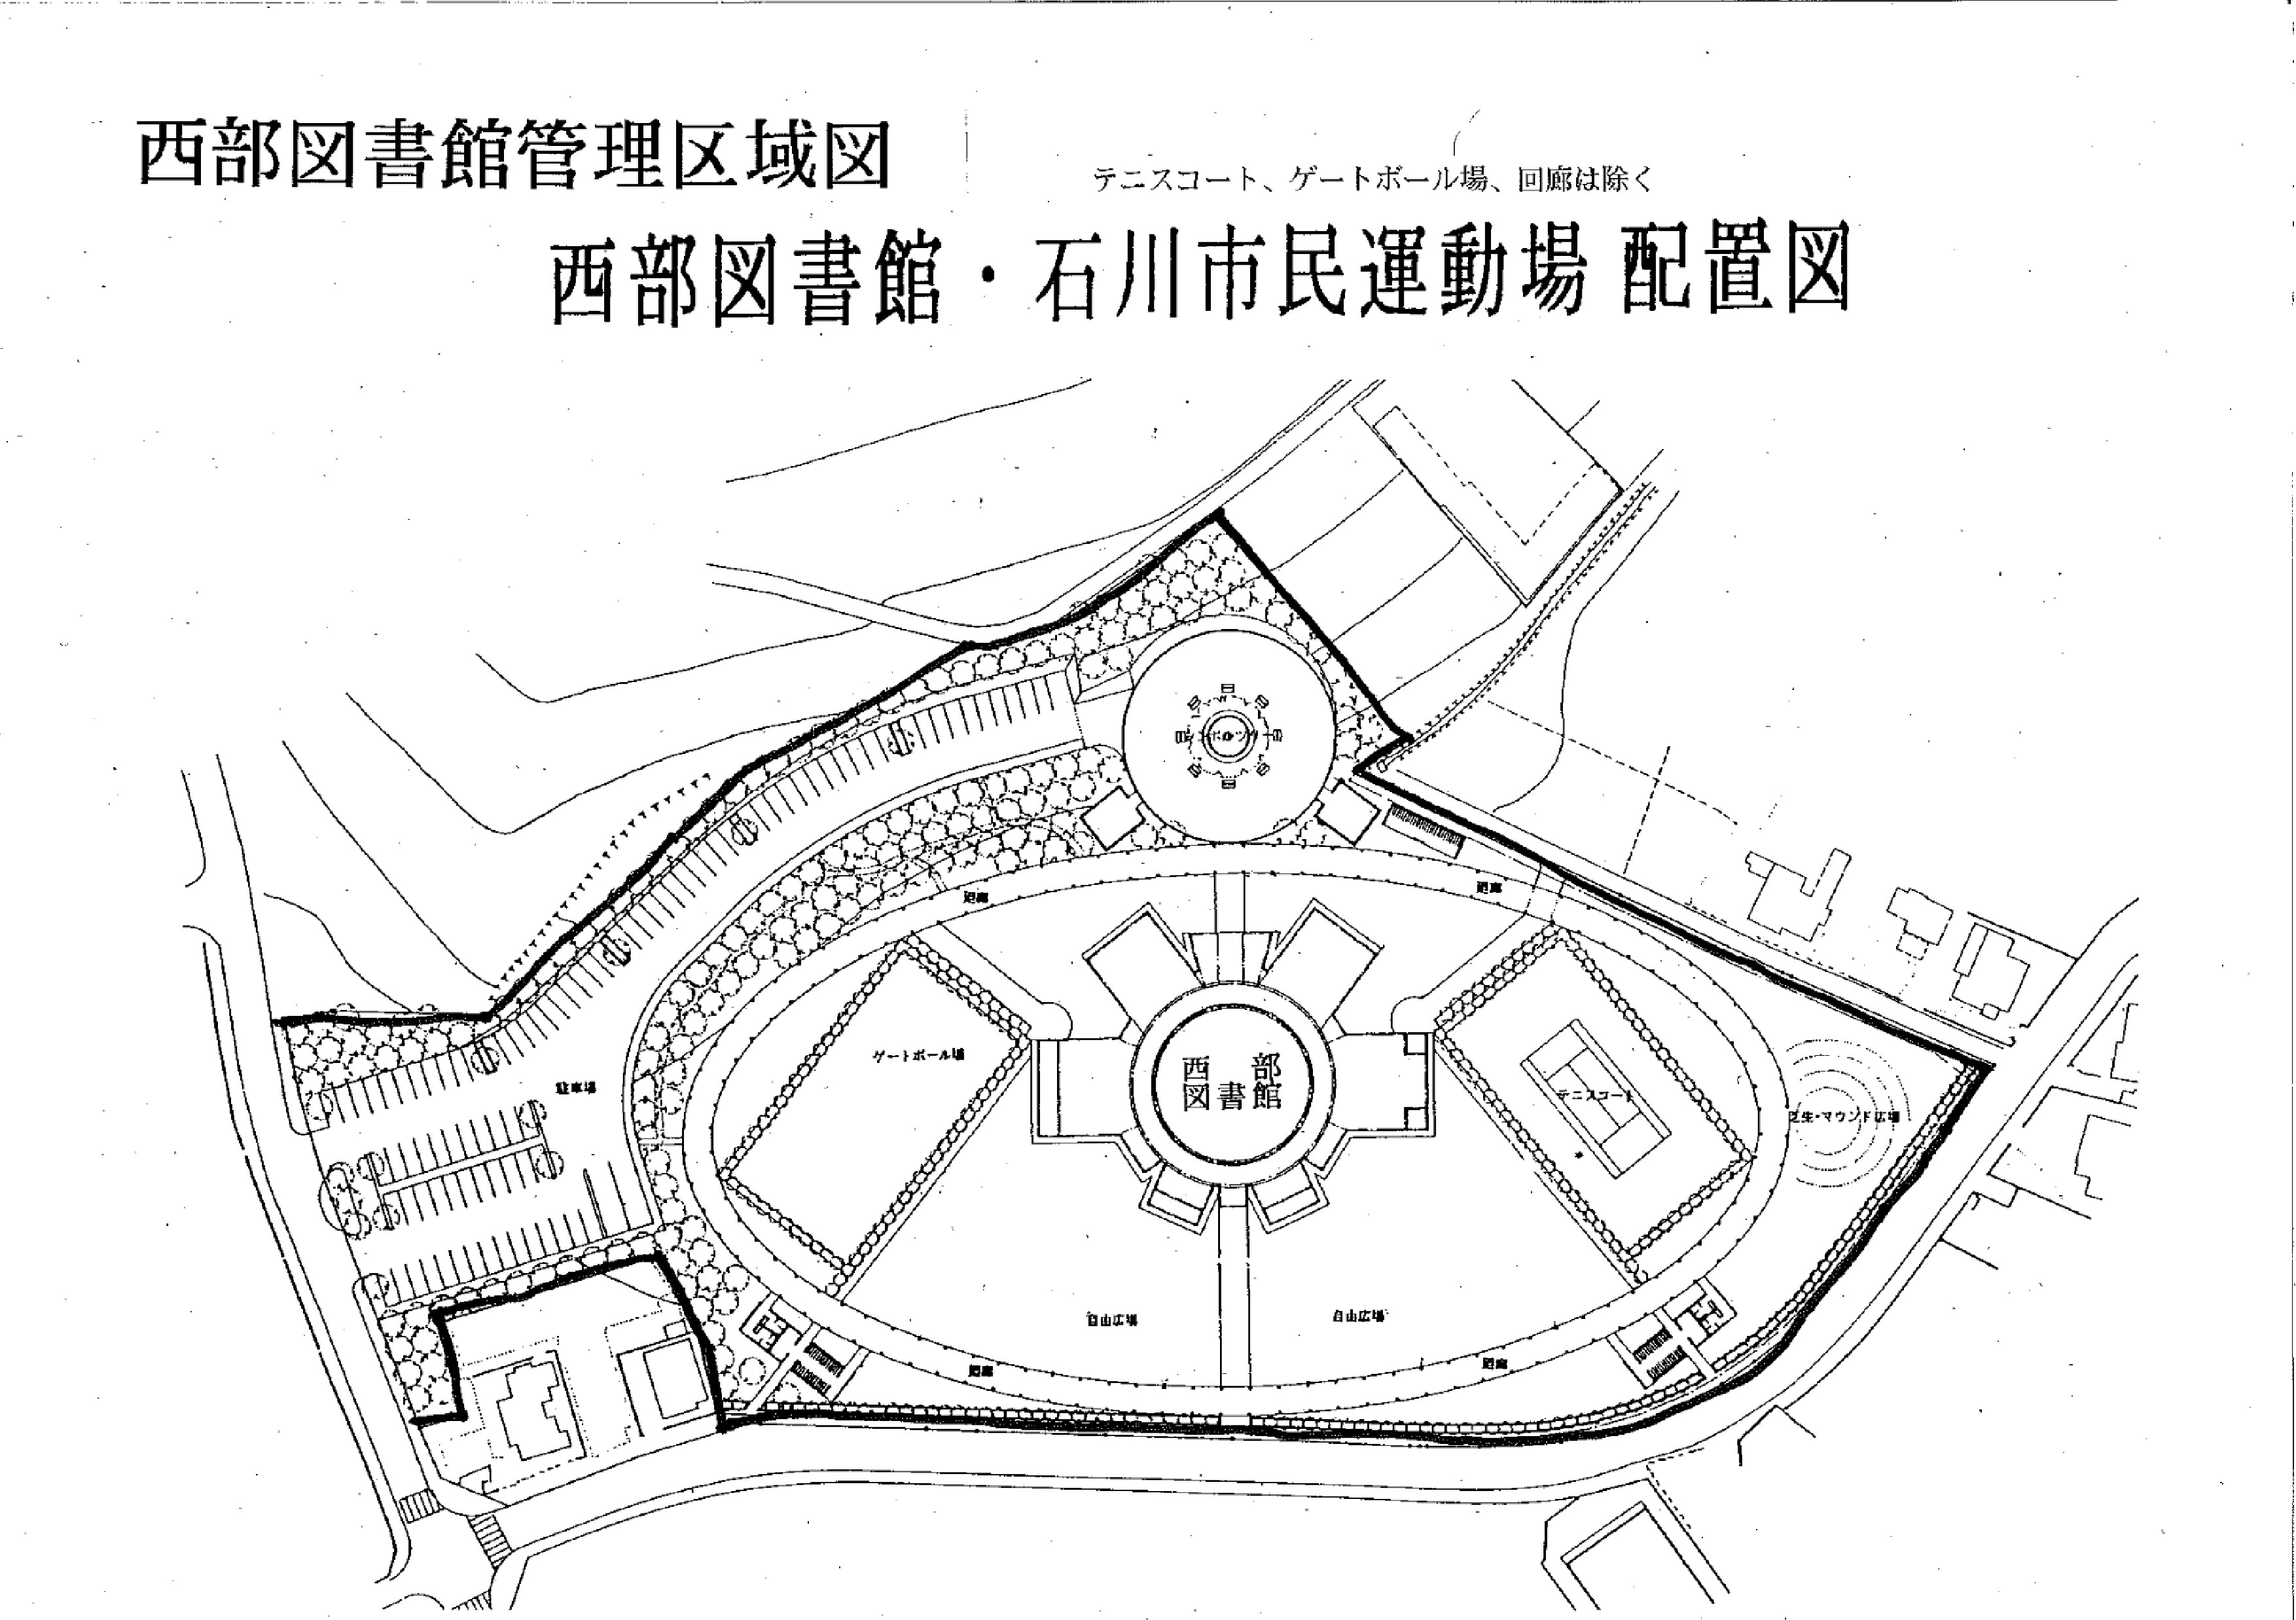 西部図書館管理区域図
テニスコート、ゲートボール場、回廊は除く
西部図書館・石川市民運動場 配置図
回廊
回廊
ゲートボール場
駐車場
西部
図書館
テニスコート
芝生・マウンド広場
自由広場
自由広場
回廊
回廊